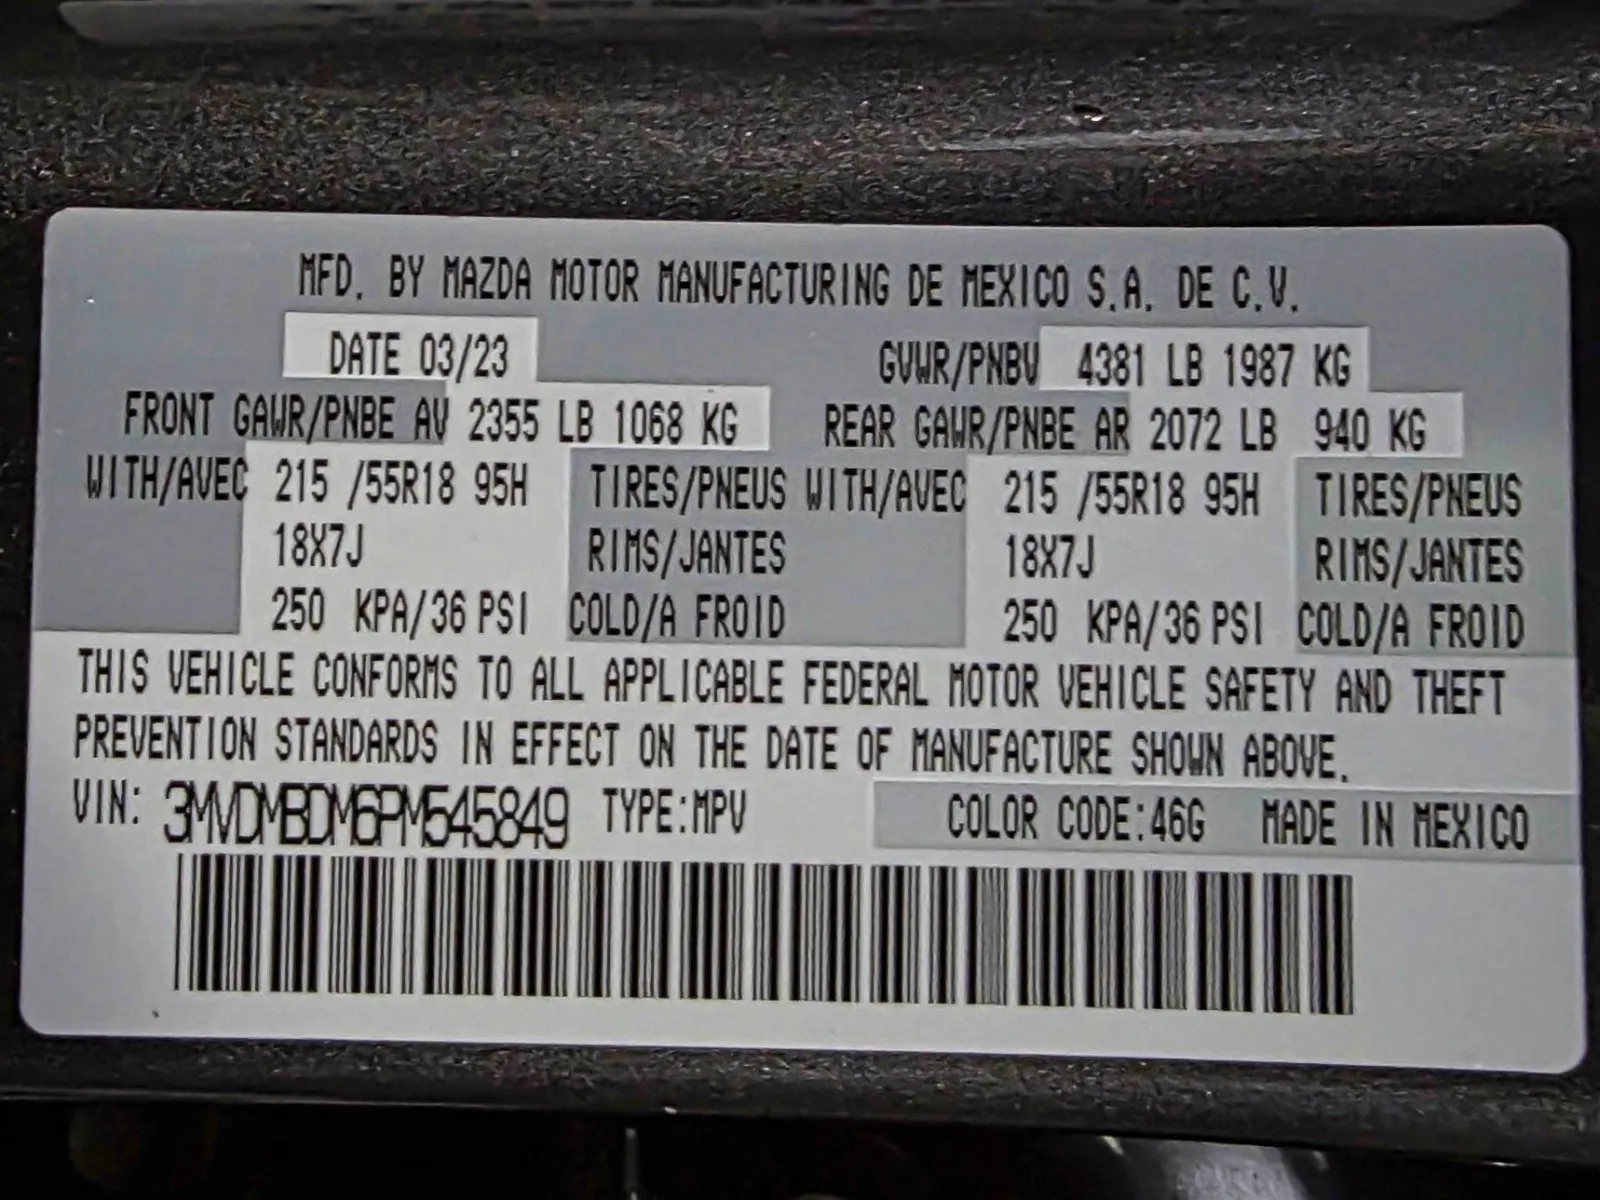 MFD. BY MAZDA MOTOR MANUFACTURING DE MEXICO S.A. DE C.V.
DATE 03/23 GVWR/PNBV 4381 LB 1987 KG
FRONT GAWR/PNBE AV 2355 LB 1068 KG REAR GAWR/PNBE AR 2072 LB 940 KG
WITH/AVEC 215 /55R18 95H TIRES/PNEUS WITH/AVEC 215 /55R18 95H TIRES/PNEUS
18X7J RIMS/JANTES 18X7J RIMS/JANTES
250 KPA/36 PSI COLD/A FROID 250 KPA/36 PSI COLD/A FROID
THIS VEHICLE CONFORMS TO ALL APPLICABLE FEDERAL MOTOR VEHICLE SAFETY AND THEFT
PREVENTION STANDARDS IN EFFECT ON THE DATE OF MANUFACTURE SHOWN ABOVE.
VIN: 3MVDMBDM6PM545849 TYPE:MPV COLOR CODE:46G MADE IN MEXICO